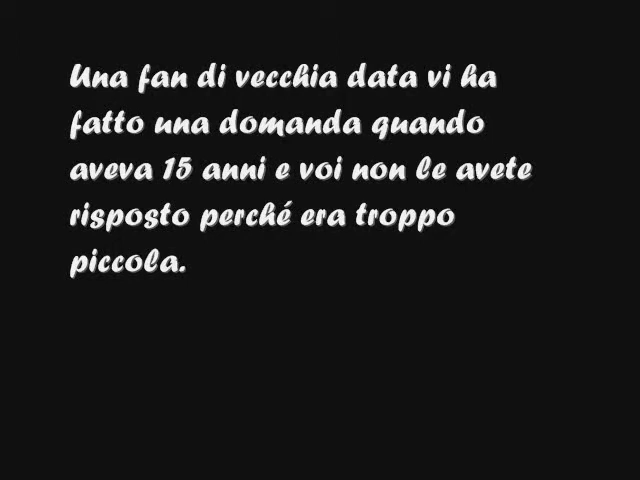 Una fan di vecchia data vi ha
fatto una domanda quando
aveva 15 anni e voi non le avete
risposto perché era troppo
piccola.